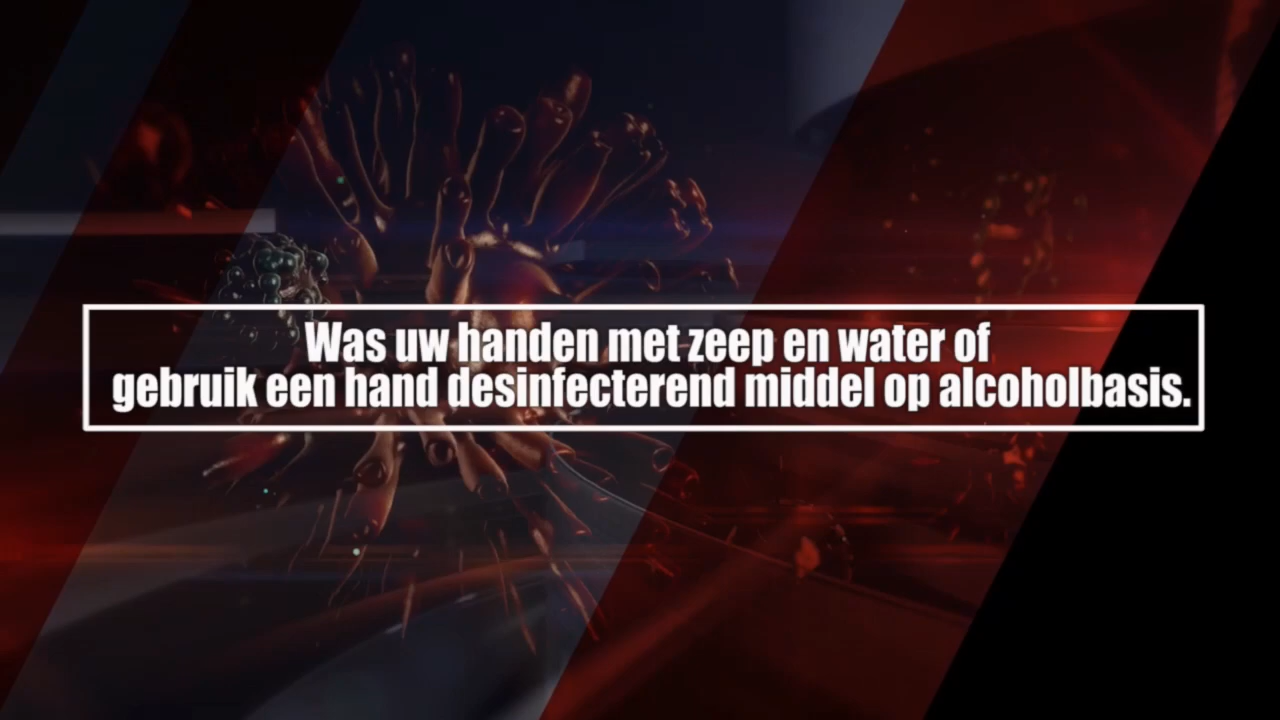 Was uw handen met zeep en water of
gebruik een hand desinfecterend middel op alcoholbasis.